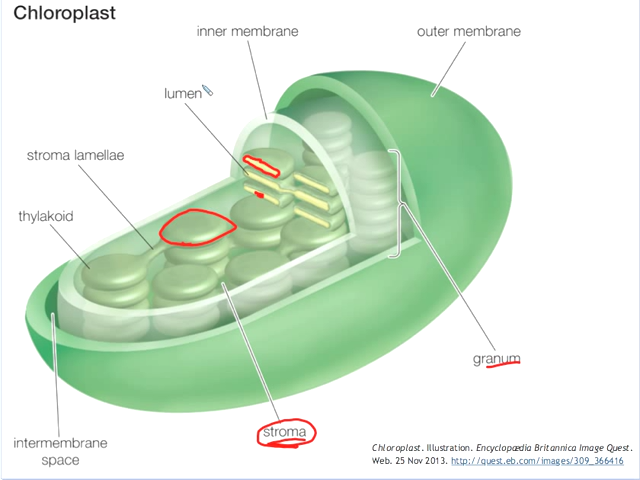 Chloroplast
inner membrane
outer membrane
lumen
stroma lamellae
thylakoid
granum
stroma
intermembrane
space
Chloroplast. Illustration. Encyclopædia Britannica Image Quest.
Web. 25 Nov 2013. http://quest.eb.com/images/309_366416